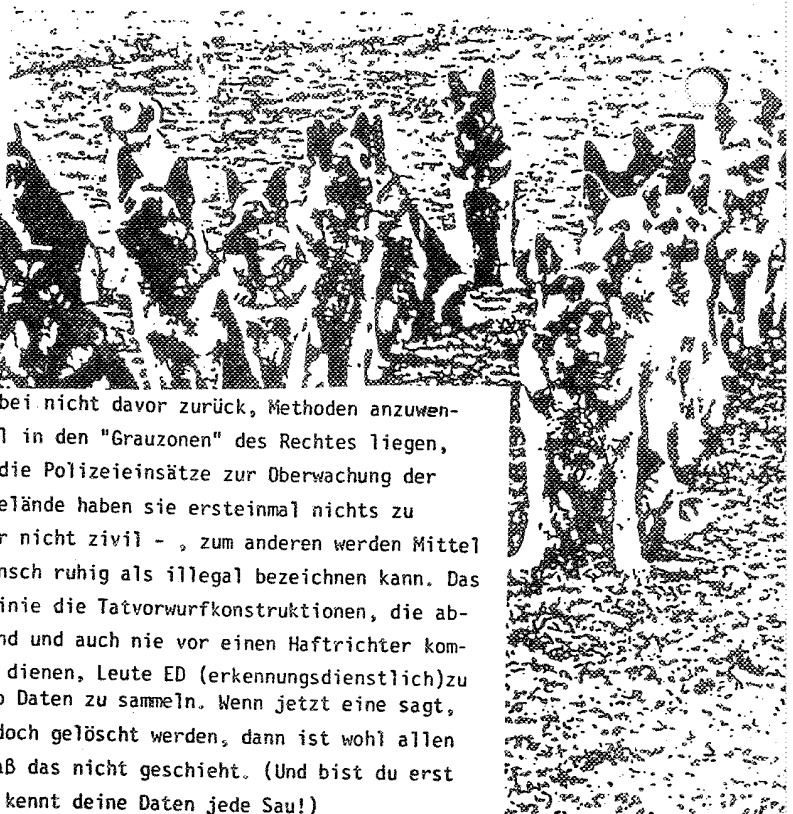 bei nicht davor zurück, Methoden anzuwen-
l in den "Grauzonen" des Rechtes liegen,
die Polizeieinsätze zur Oberwachung der
elände haben sie ersteinmal nichts zu
r nicht zivil - , zum anderen werden Mittel
nsch ruhig als illegal bezeichnen kann. Das
inie die Tatvorwurfkonstruktionen, die ab-
nd und auch nie vor einen Haftrichter kom-
dienen, Leute ED (erkennungsdienstlich)zu
o Daten zu sammeln. Wenn jetzt eine sagt,
doch gelöscht werden, dann ist wohl allen
aß das nicht geschieht. (Und bist du erst
kennt deine Daten jede Sau!)